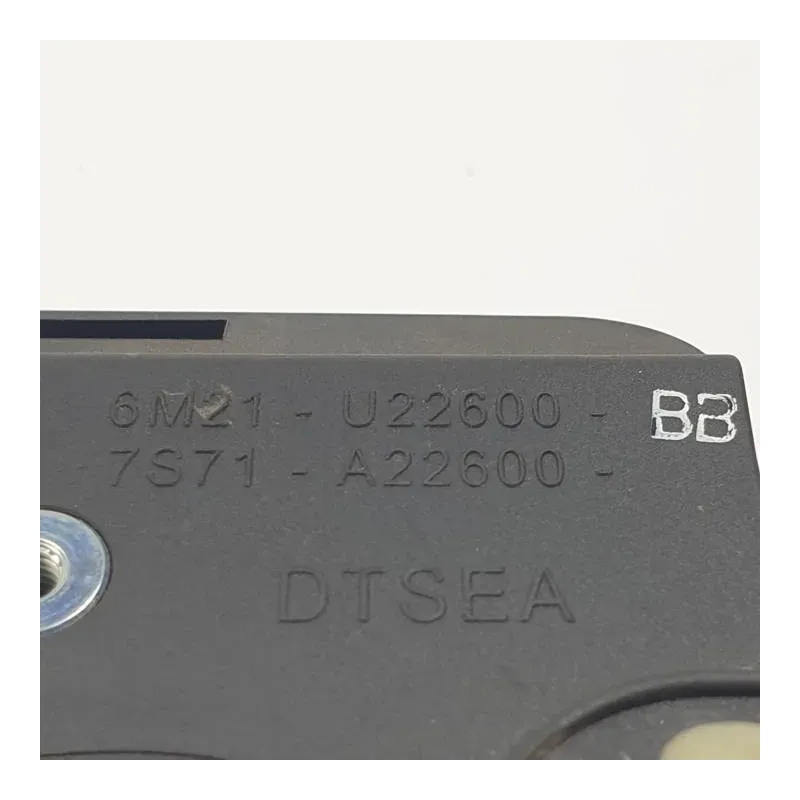 6M21 - U22600 - BB
7S71 - A22600 -
DTSEA